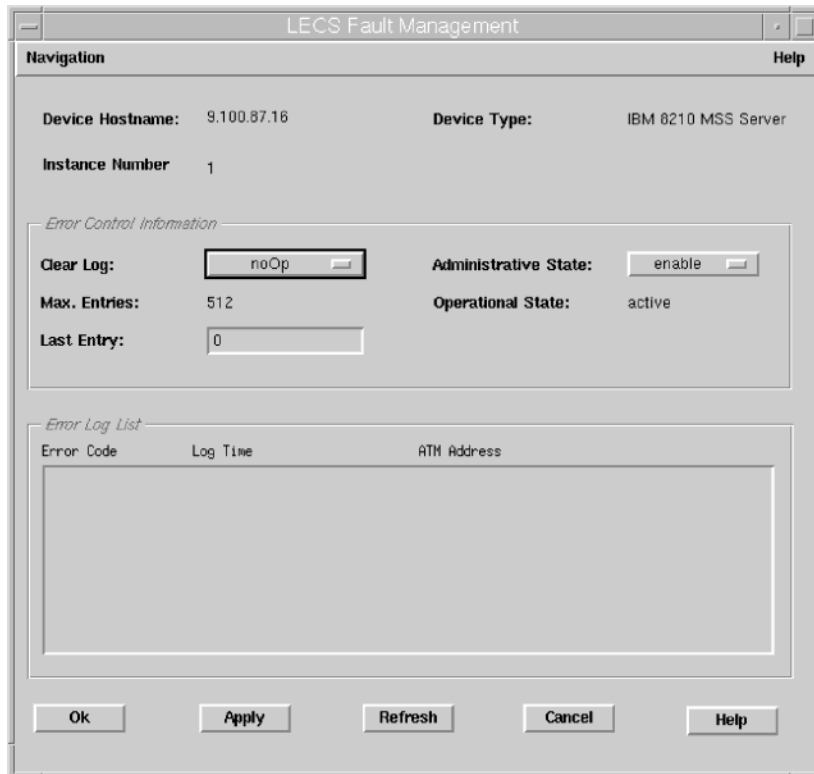 LECS Fault Management
Navigation Help
Device Hostname: 9.100.87.16 Device Type: IBM 8210 MSS Server
Instance Number 1
Error Control Information
Clear Log: noOp Administrative State: enable
Max. Entries: 512 Operational State: active
Last Entry: 0
Error Log List
Error Code Log Time ATM Address
Ok Apply Refresh Cancel Help